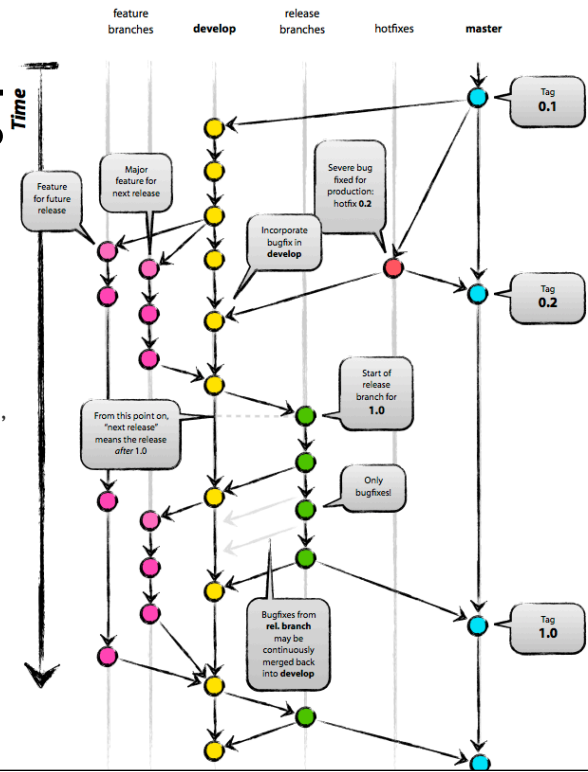 feature
branches
develop
release
branches
hotfixes
master
Time
Tag
0.1
Major
feature for
next release
Feature
for future
release
Severe bug
fixed for
production:
hotfix 0.2
Incorporate
bugfix in
develop
Tag
0.2
Start of
release
branch for
1.0
From this point on,
"next release"
means the release
after 1.0
Only
bugfixes!
Bugfixes from
rel. branch
may be
continuously
merged back
into develop
Tag
1.0